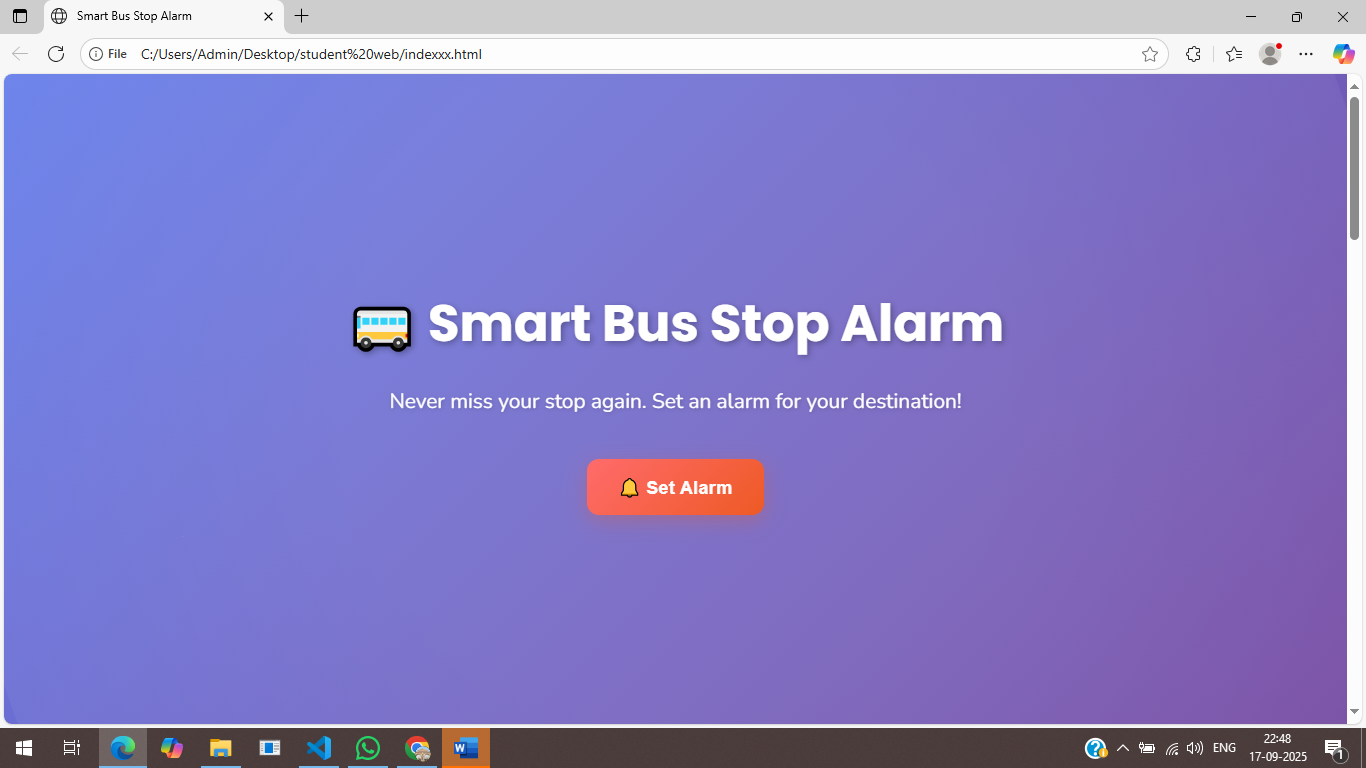 Smart Bus Stop Alarm
File C:/Users/Admin/Desktop/student%20web/indexxx.html
Smart Bus Stop Alarm
Never miss your stop again. Set an alarm for your destination!
Set Alarm
W
?
ENG
22:48
17-09-2025
1